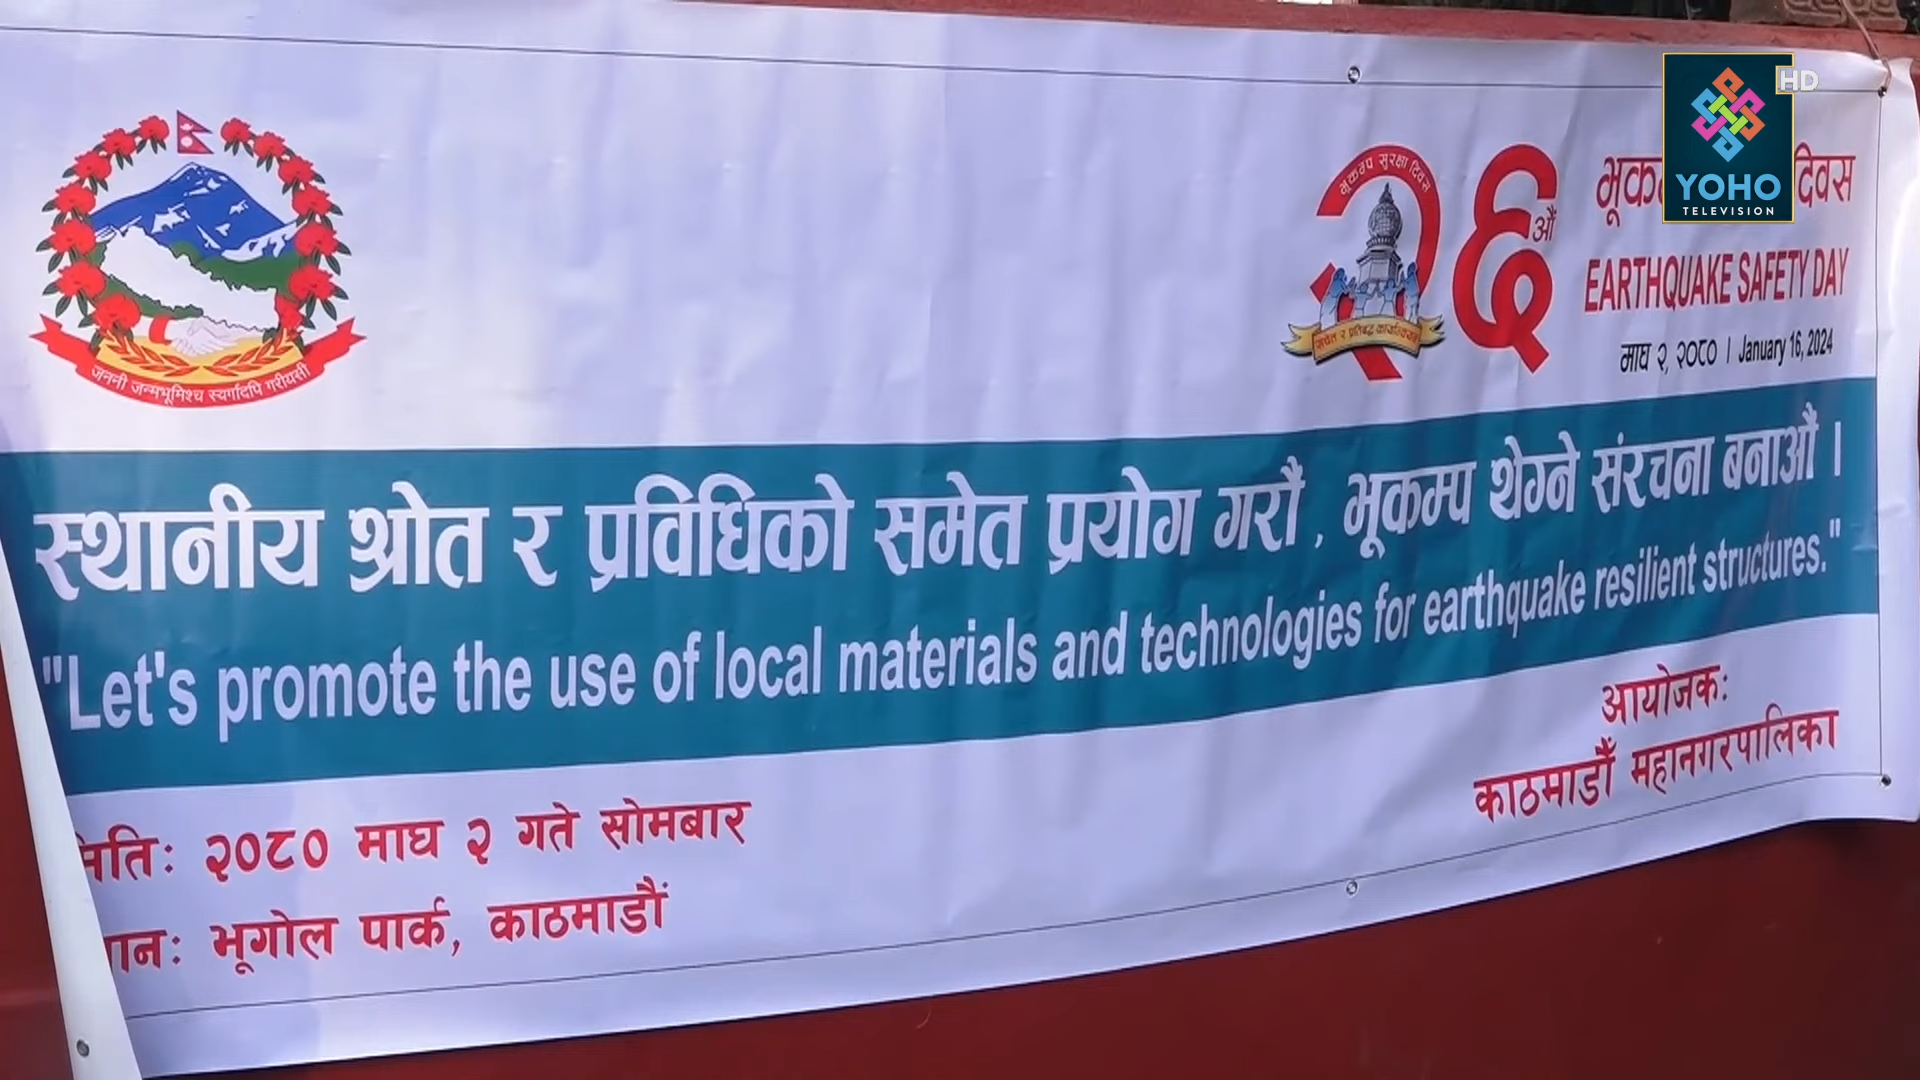 HD
YOHO
TELEVISION
जननी जन्मभूमिश्च स्वर्गादपि गरीयसी
भूकम्प सुरक्षा दिवस
२६
औं
दिवस
EARTHQUAKE SAFETY DAY
माघ २, २०८० । January 16, 2024
स्थानीय श्रोत र प्रविधिको समेत प्रयोग गरौं , भूकम्प थेग्ने संरचना बनाऔं ।
"Let's promote the use of local materials and technologies for earthquake resilient structures."
आयोजकः
काठमाडौं महानगरपालिका
२०८० माघ २ गते सोमबार
भूगोल पार्क, काठमाडौं